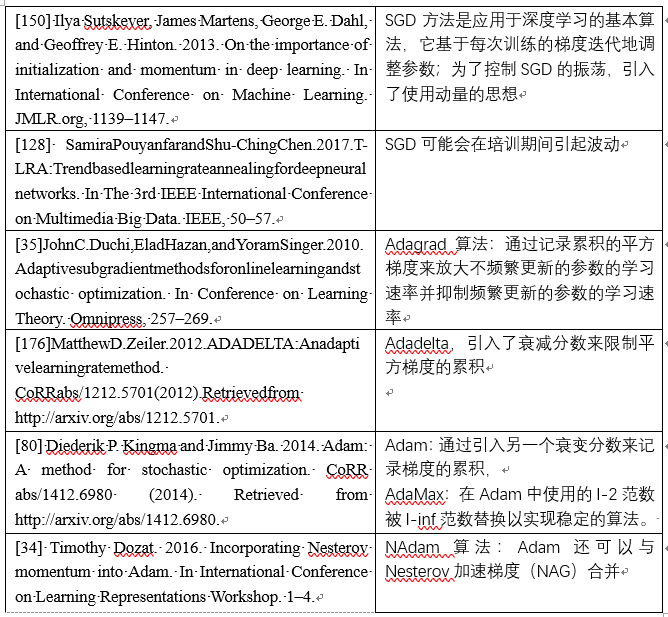 [150] Ilya Sutskever, James Martens, George E. Dahl,
and Geoffrey E. Hinton. 2013. On the importance of
initialization and momentum in deep learning. In
International Conference on Machine Learning.
JMLR.org, 1139–1147.
SGD 方法是应用于深度学习的基本算
法，它基于每次训练的梯度迭代地调
整参数；为了控制 SGD 的振荡，引入
了使用动量的思想
[128] SamiraPouyanfarandShu-ChingChen.2017.T-
LRA:Trendbasedlearningrateannealingfordeepneural
networks. In The 3rd IEEE International Conference
on Multimedia Big Data. IEEE, 50–57.
SGD 可能会在培训期间引起波动
[35]JohnC.Duchi,EladHazan,andYoramSinger.2010.
Adaptivesubgradientmethodsforonlinelearningandst
ochastic optimization. In Conference on Learning
Theory. Omnipress, 257–269.
Adagrad 算法：通过记录累积的平方
梯度来放大不频繁更新的参数的学习
速率并抑制频繁更新的参数的学习速
率
[176]MatthewD.Zeiler.2012.ADADELTA:Anadapti
velearningratemethod.
CoRRabs/1212.5701(2012).Retrievedfrom
http://arxiv.org/abs/1212.5701.
Adadelta，引入了衰减分数来限制平
方梯度的累积
[80] Diederik P. Kingma and Jimmy Ba. 2014. Adam:
A method for stochastic optimization. CoRR
abs/1412.6980 (2014). Retrieved from
http://arxiv.org/abs/1412.6980.
Adam: 通过引入另一个衰变分数来记
录梯度的累积，
AdaMax：在 Adam 中使用的 l-2 范数
被 l-inf 范数替换以实现稳定的算法。
[34] Timothy Dozat. 2016. Incorporating Nesterov
momentum into Adam. In International Conference
on Learning Representations Workshop. 1–4.
NAdam 算法：Adam 还可以与
Nesterov 加速梯度（NAG）合并